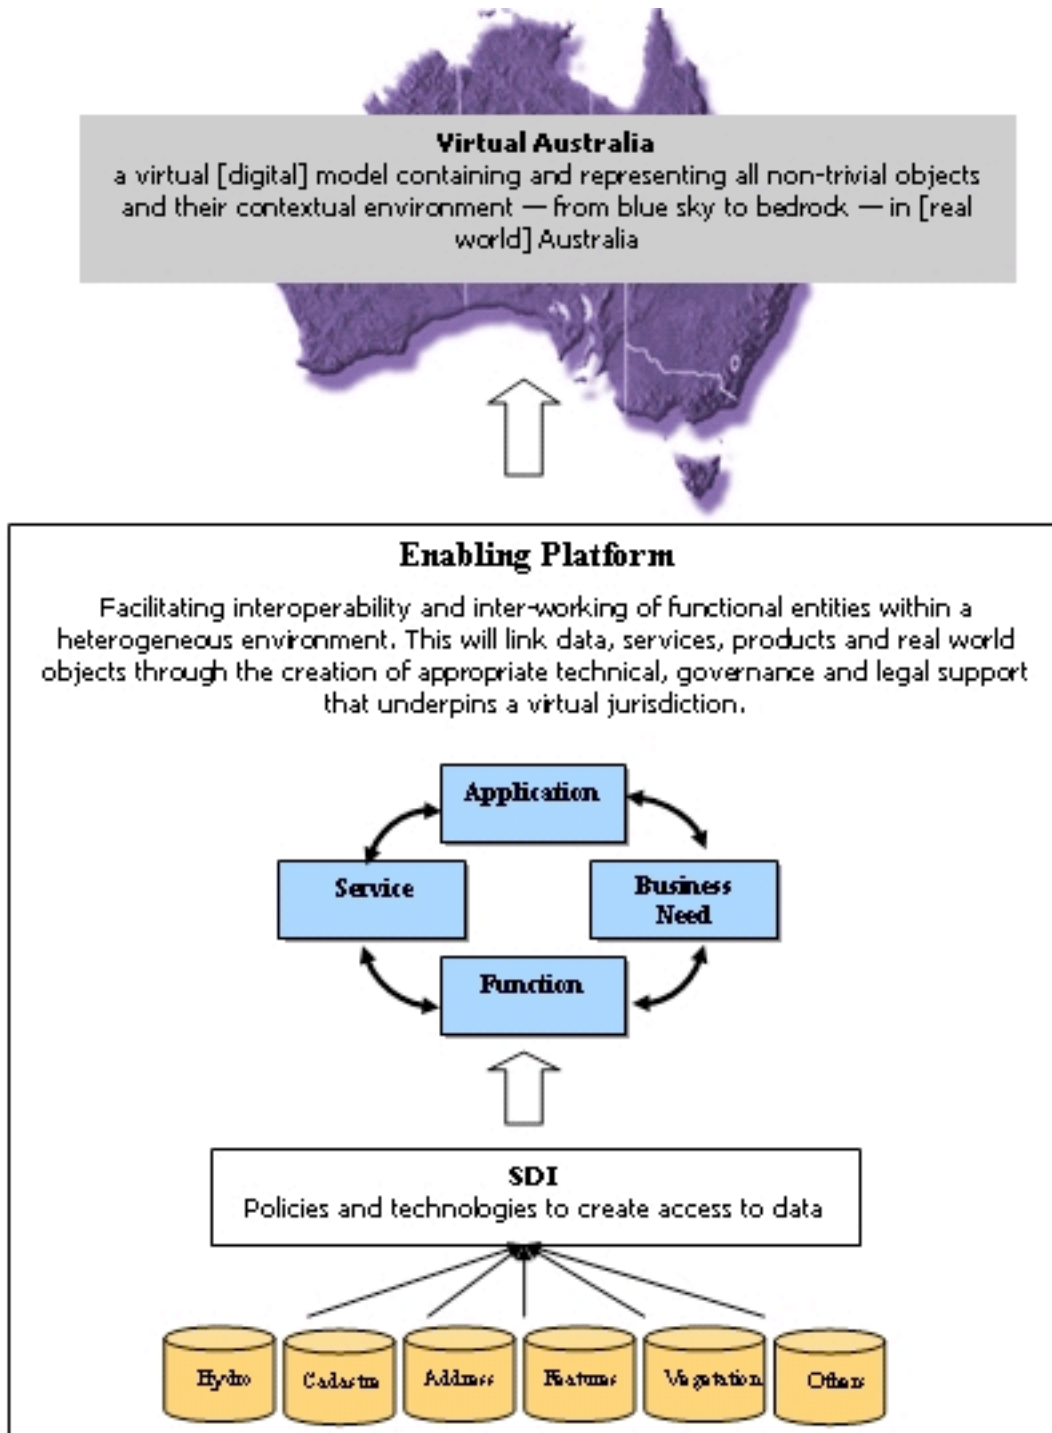 Virtual Australia
a virtual [digital] model containing and representing all non-trivial objects
and their contextual environment — from blue sky to bedrock — in [real
world] Australia
Enabling Platform
Facilitating interoperability and inter-working of functional entities within a
heterogeneous environment. This will link data, services, products and real world
objects through the creation of appropriate technical, governance and legal support
that underpins a virtual jurisdiction.
Application
Service
Business
Need
Function
SDI
Policies and technologies to create access to data
Hydro
Cadastre
Address
Features
Vegetation
Others